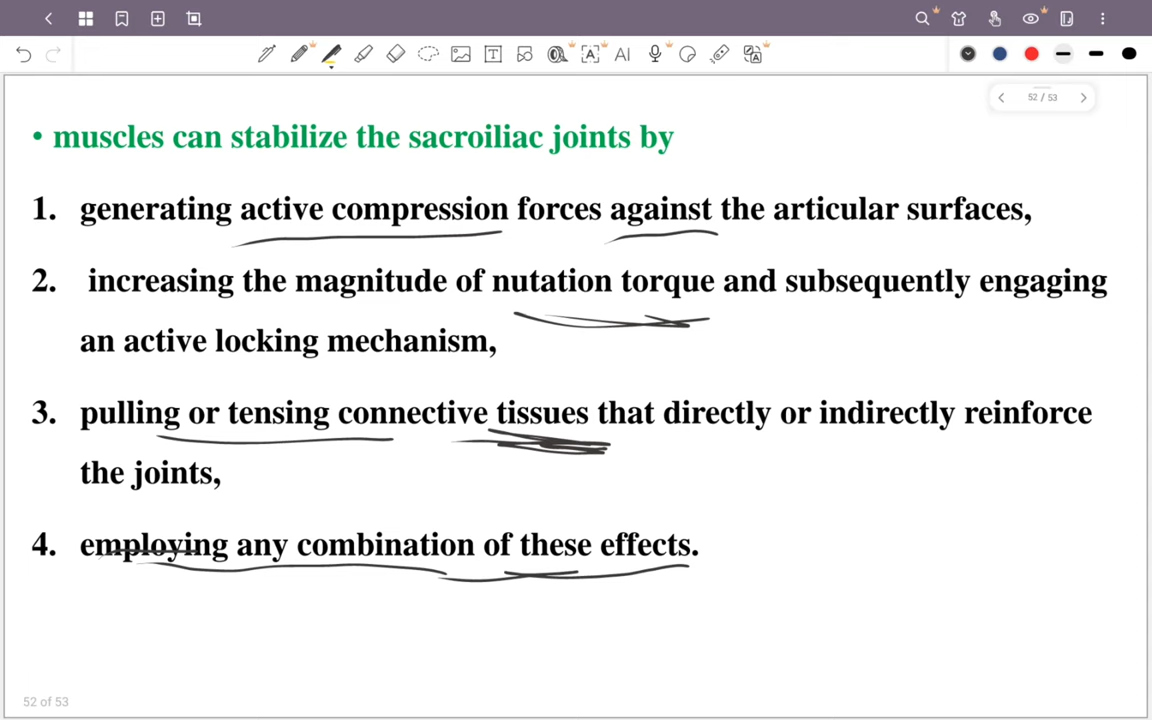 52 / 53
• muscles can stabilize the sacroiliac joints by
1. generating active compression forces against the articular surfaces,
2. increasing the magnitude of nutation torque and subsequently engaging
an active locking mechanism,
3. pulling or tensing connective tissues that directly or indirectly reinforce
the joints,
4. employing any combination of these effects.
52 of 53